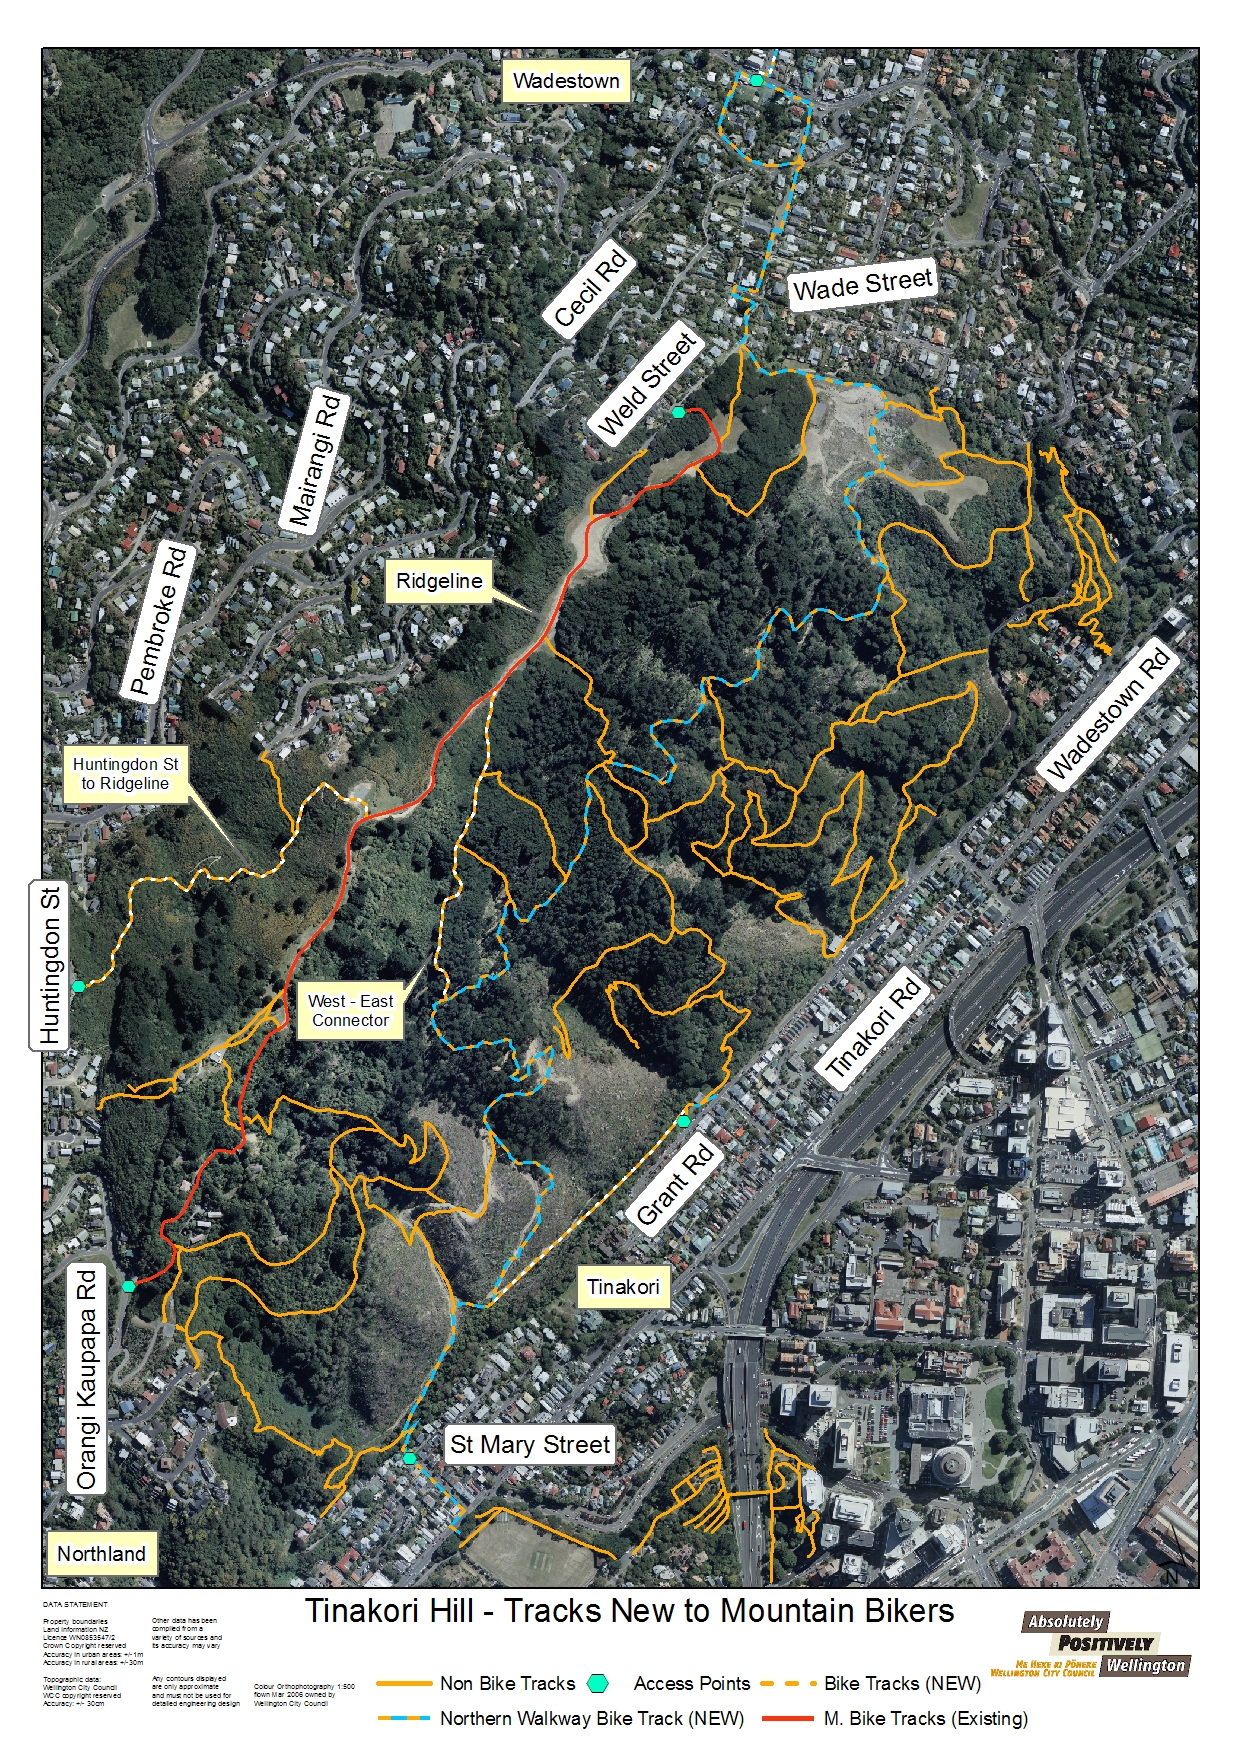 Wadestown
Wade Street
Cecil Rd
Weld Street
Mairangi Rd
Ridgeline
Pembroke Rd
Wadestown Rd
Huntingdon St
to Ridgeline
Huntingdon St
West - East
Connector
Tinakori Rd
Grant Rd
Tinakori
Orangi Kaupapa Rd
St Mary Street
Northland
N
Tinakori Hill - Tracks New to Mountain Bikers
DATA STATEMENT
Property boundaries
Land Information NZ
Licence WN0853547/2
Crown Copyright reserved
Accuracy in urban areas: +/-1m
Accuracy in rural areas: +/-30m
Topographic data:
Wellington City Council
WCC copyright reserved
Accuracy: +/- 30cm
Other data has been
compiled from a
variety of sources and
its accuracy may vary
Any contours displayed
are only approximate
and must not be used for
detailed engineering design
Colour Orthophotography 1:500
flown Mar 2006 owned by
Wellington City Council
Non Bike Tracks
Access Points
Bike Tracks (NEW)
Northern Walkway Bike Track (NEW)
M. Bike Tracks (Existing)
Absolutely
POSITIVELY
ME HEKE KI PŌNEKE
WELLINGTON CITY COUNCIL
Wellington